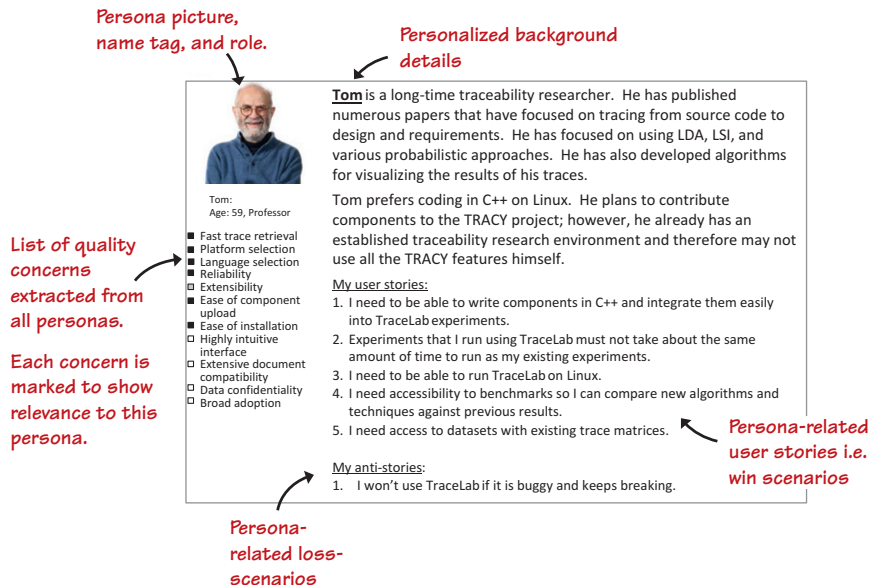 Persona picture,
name tag, and role.
Personalized background
details
Tom is a long-time traceability researcher. He has published
numerous papers that have focused on tracing from source code to
design and requirements. He has focused on using LDA, LSI, and
various probabilistic approaches. He has also developed algorithms
for visualizing the results of his traces.
Tom prefers coding in C++ on Linux. He plans to contribute
components to the TRACY project; however, he already has an
established traceability research environment and therefore may not
use all the TRACY features himself.
Tom:
Age: 59, Professor
Fast trace retrieval
Platform selection
Language selection
Reliability
Extensibility
Ease of component
upload
Ease of installation
Highly intuitive
interface
Extensive document
compatibility
Data confidentiality
Broad adoption
List of quality
concerns
extracted from
all personas.
Each concern is
marked to show
relevance to this
persona.
My user stories:
1. I need to be able to write components in C++ and integrate them easily
into TraceLab experiments.
2. Experiments that I run using TraceLab must not take about the same
amount of time to run as my existing experiments.
3. I need to be able to run TraceLab on Linux.
4. I need accessibility to benchmarks so I can compare new algorithms and
techniques against previous results.
5. I need access to datasets with existing trace matrices.
Persona-related
user stories i.e.
win scenarios
My anti-stories:
1. I won't use TraceLab if it is buggy and keeps breaking.
Persona-
related loss-
scenarios